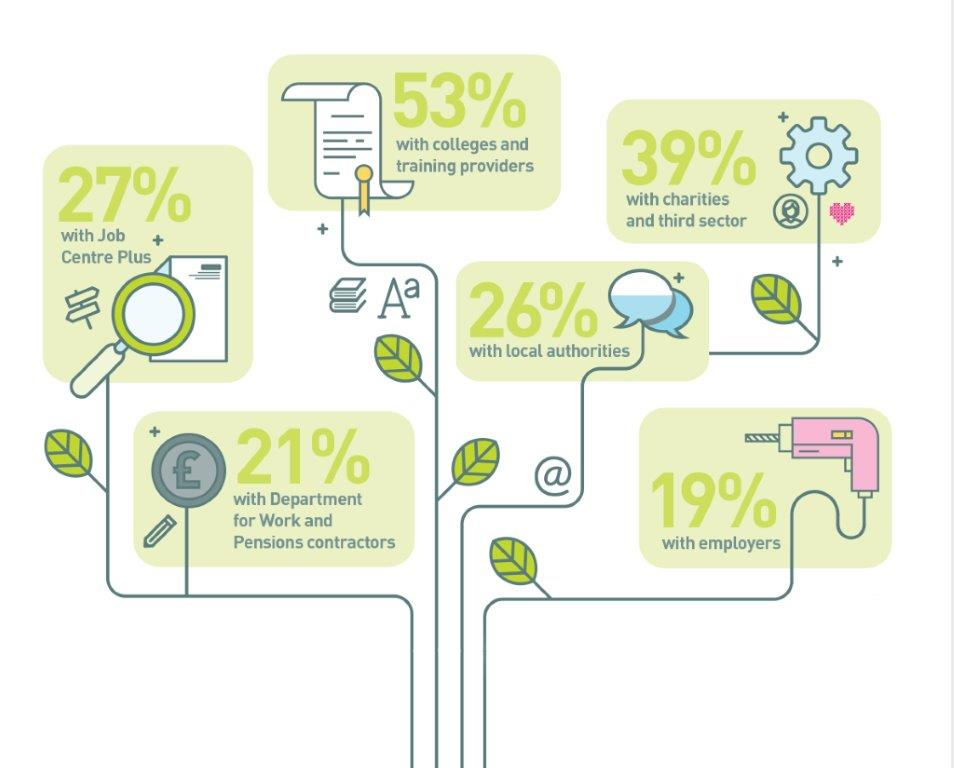 53%
with colleges and
training providers
39%
with charities
and third sector
27%
with Job
Centre Plus
Aa
26%
with local authorities
21%
with Department
for Work and
Pensions contractors
£
@
19%
with employers